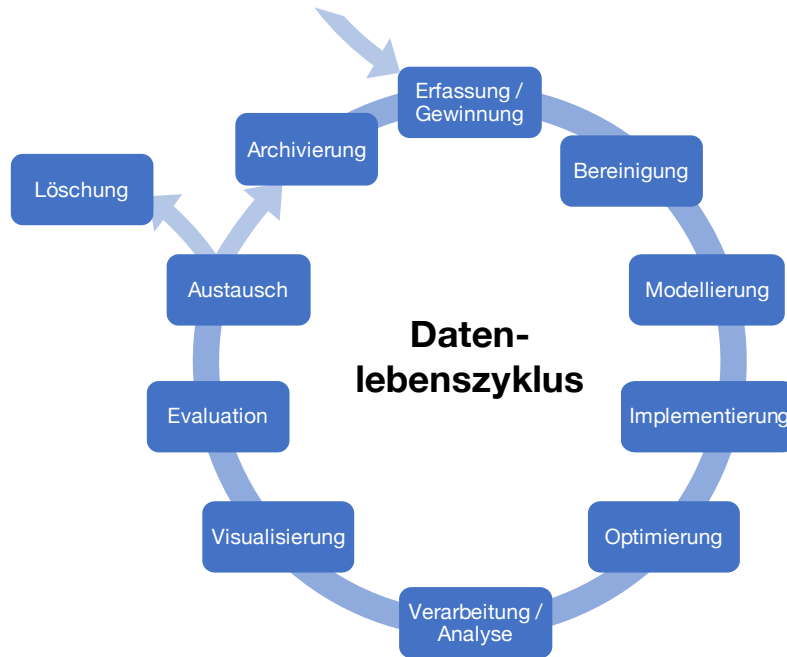 Erfassung /
Gewinnung
Bereinigung
Modellierung
Implementierung
Optimierung
Verarbeitung /
Analyse
Visualisierung
Evaluation
Austausch
Löschung
Archivierung
Daten-
lebenszyklus